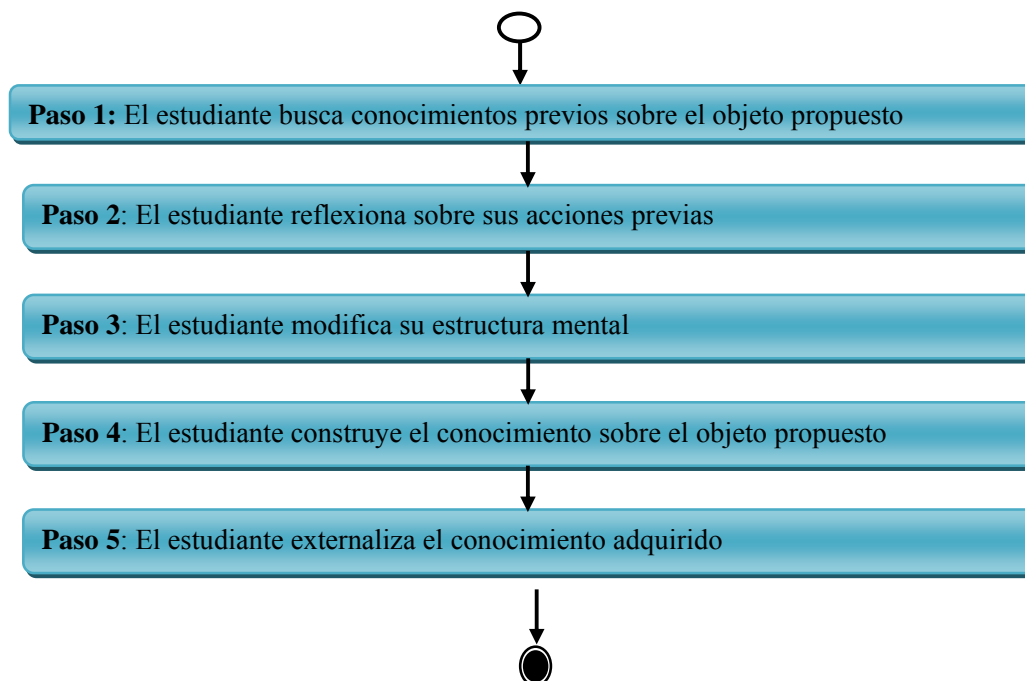 Paso 1: El estudiante busca conocimientos previos sobre el objeto propuesto
Paso 2: El estudiante reflexiona sobre sus acciones previas
Paso 3: El estudiante modifica su estructura mental
Paso 4: El estudiante construye el conocimiento sobre el objeto propuesto
Paso 5: El estudiante externaliza el conocimiento adquirido